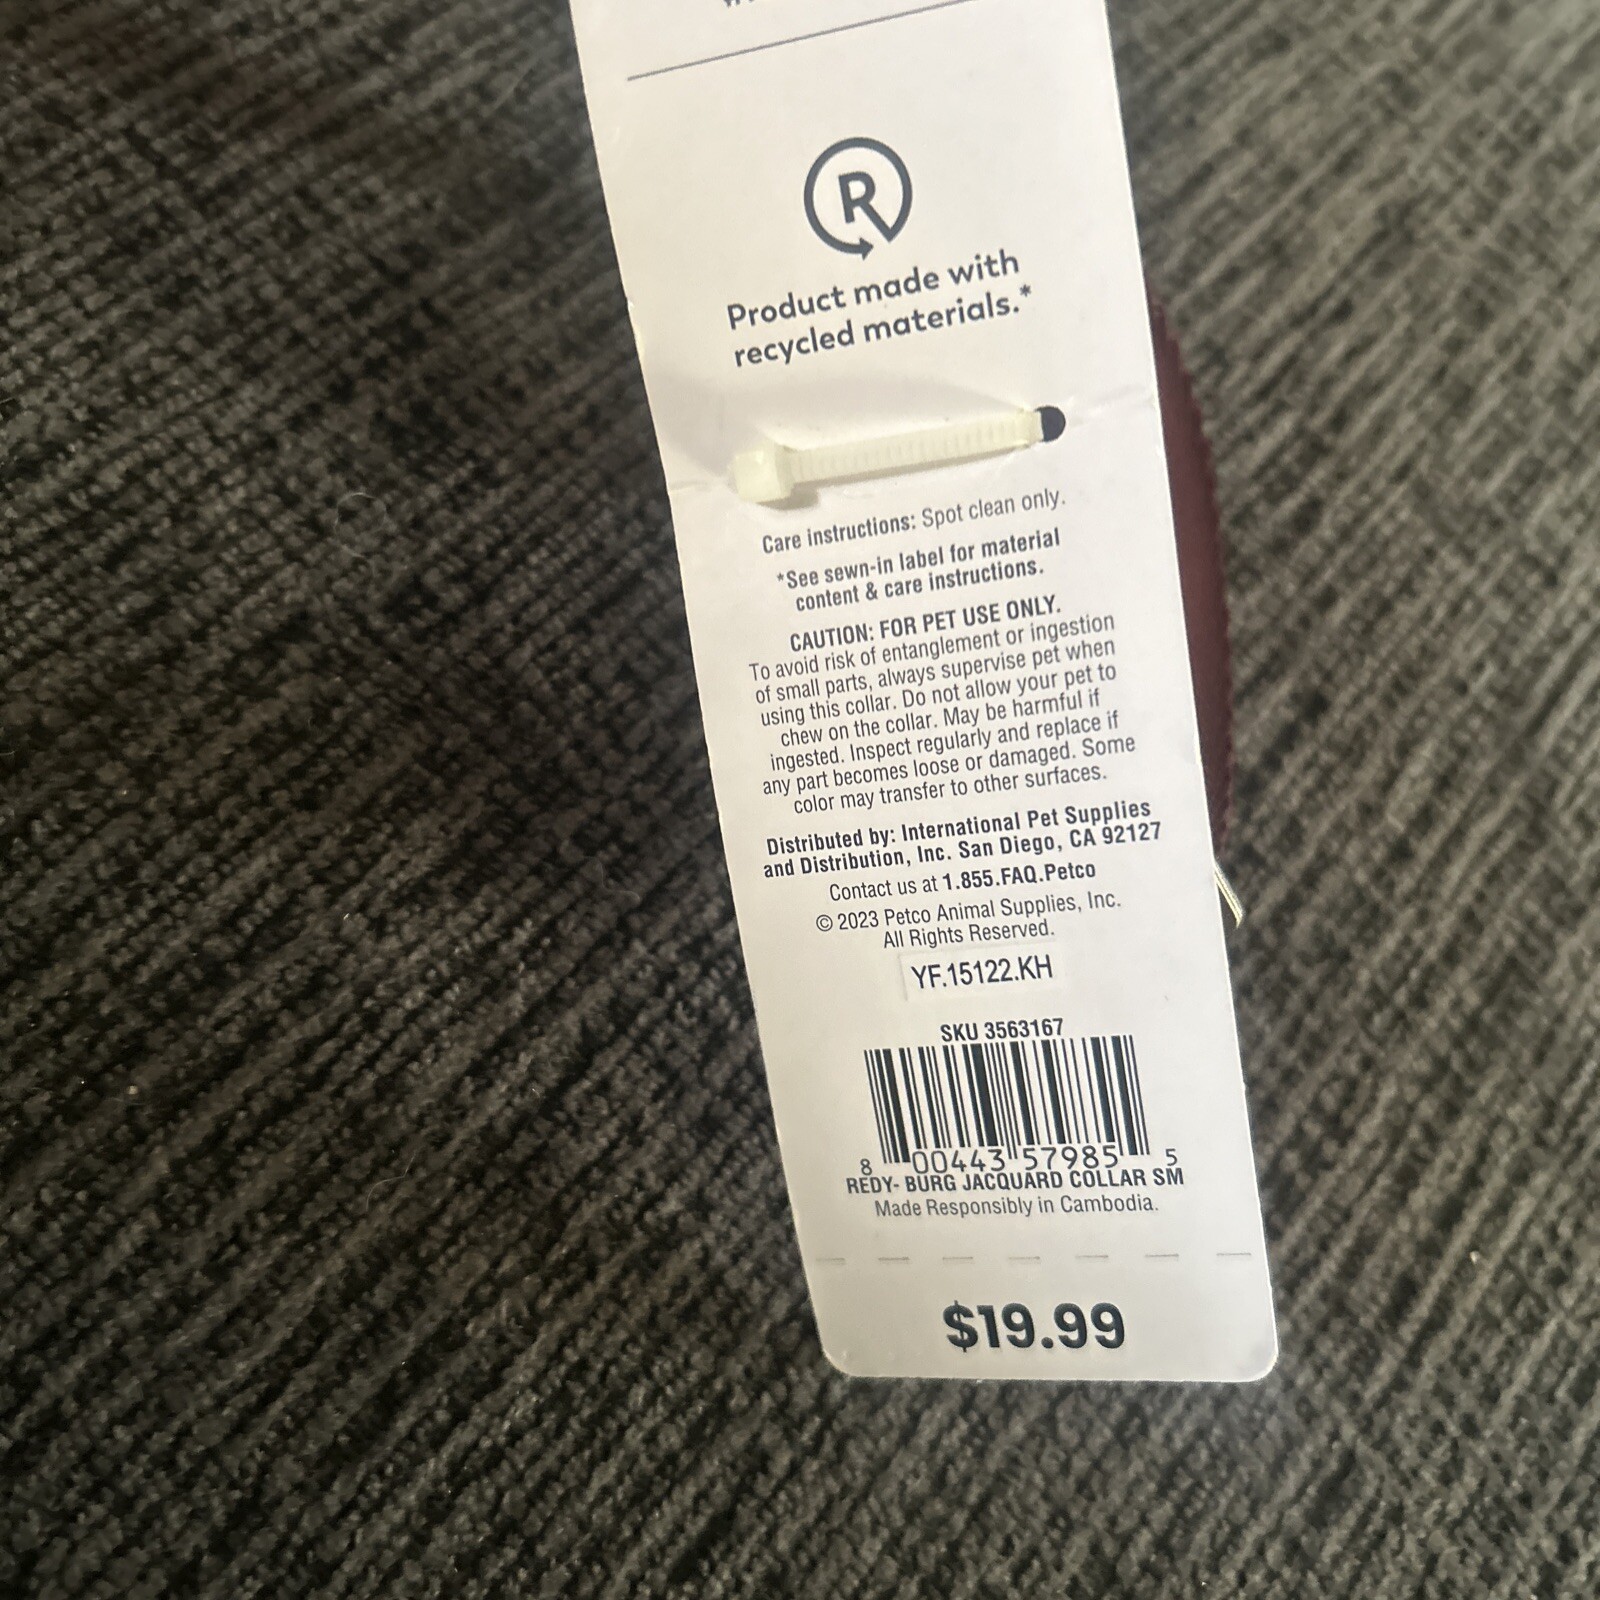 R
Product made with
recycled materials.*
Care instructions: Spot clean only.
*See sewn-in label for material
content & care instructions.
CAUTION: FOR PET USE ONLY.
To avoid risk of entanglement or ingestion
of small parts, always supervise pet when
using this collar. Do not allow your pet to
chew on the collar. May be harmful if
ingested. Inspect regularly and replace if
any part becomes loose or damaged. Some
color may transfer to other surfaces.
Distributed by: International Pet Supplies
and Distribution, Inc. San Diego, CA 92127
Contact us at 1.855.FAQ.Petco
© 2023 Petco Animal Supplies, Inc.
All Rights Reserved.
YF.15122.KH
SKU 3563167
8 00443 57985 5
REDY- BURG JACQUARD COLLAR SM
Made Responsibly in Cambodia.
$19.99